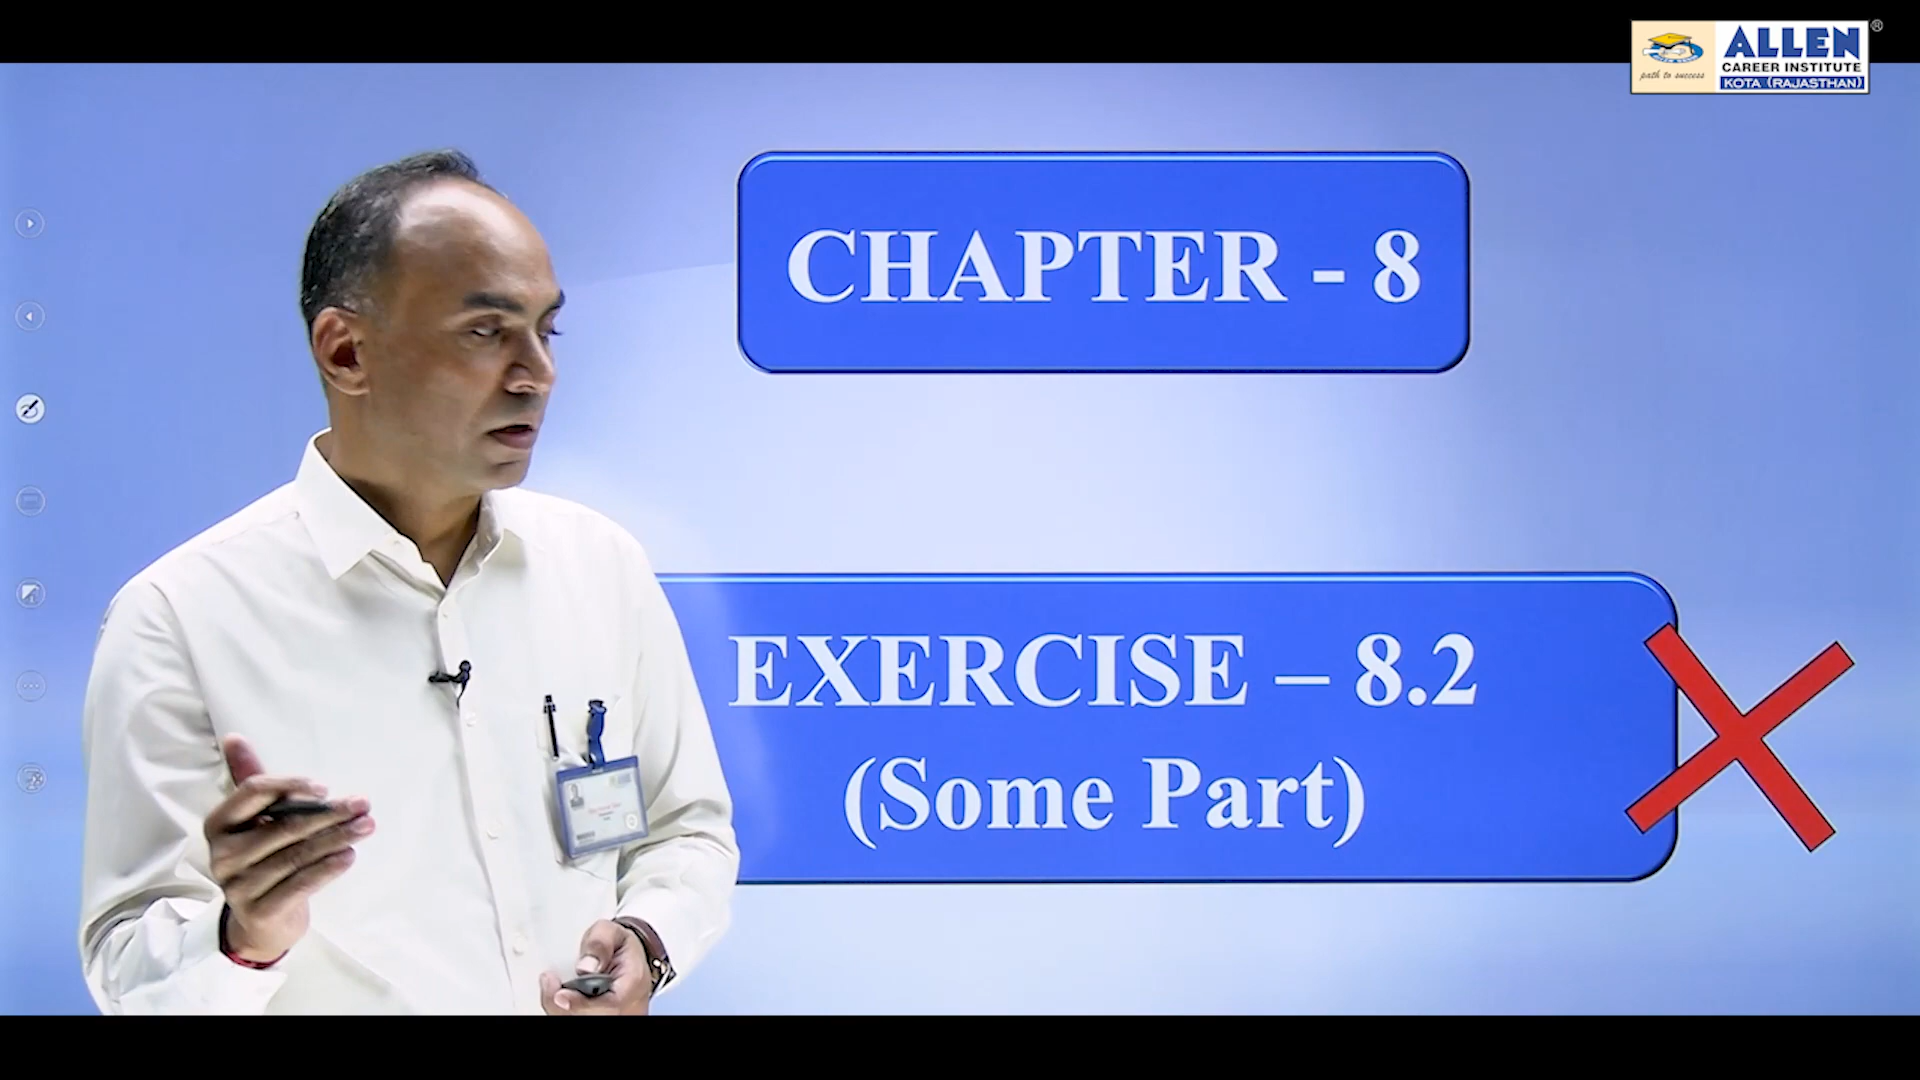 ALLEN
®
CAREER INSTITUTE
path to success
KOTA (RAJASTHAN)
CHAPTER - 8
EXERCISE – 8.2
(Some Part)